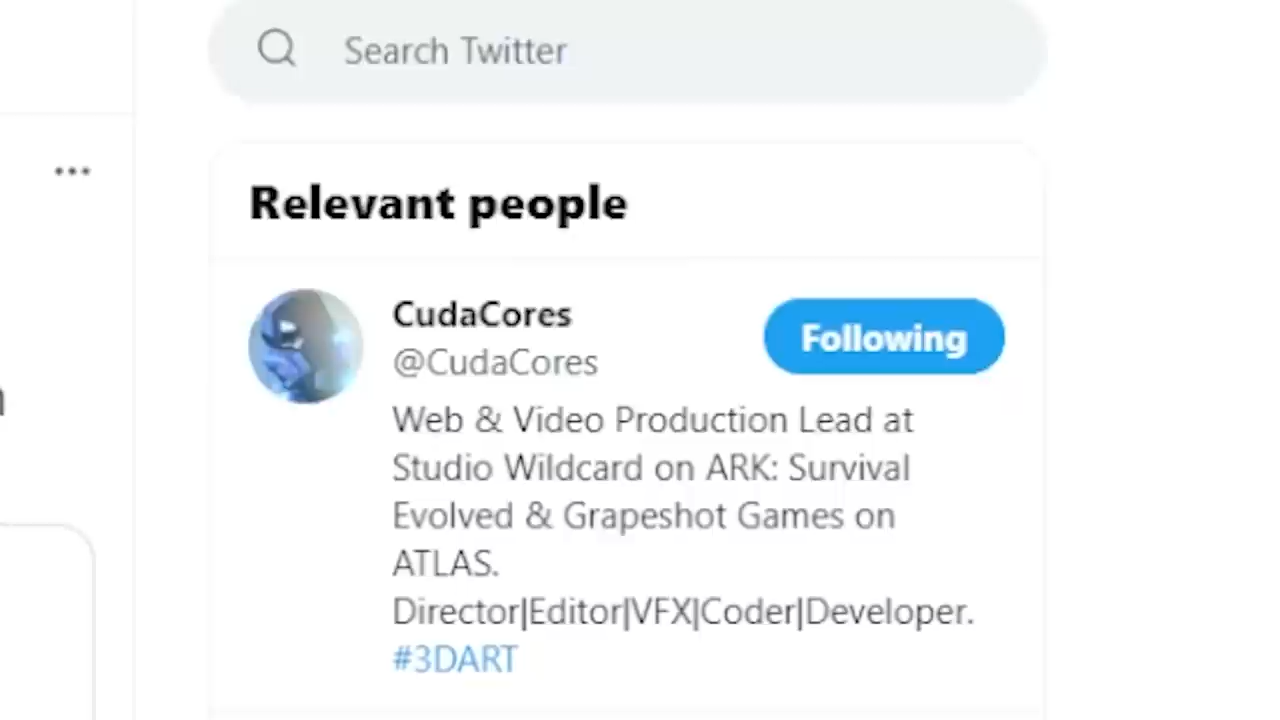 Search Twitter
Relevant people
CudaCores
Following
@CudaCores
Web & Video Production Lead at
Studio Wildcard on ARK: Survival
Evolved & Grapeshot Games on
ATLAS.
Director|Editor|VFX|Coder|Developer.
#3DART